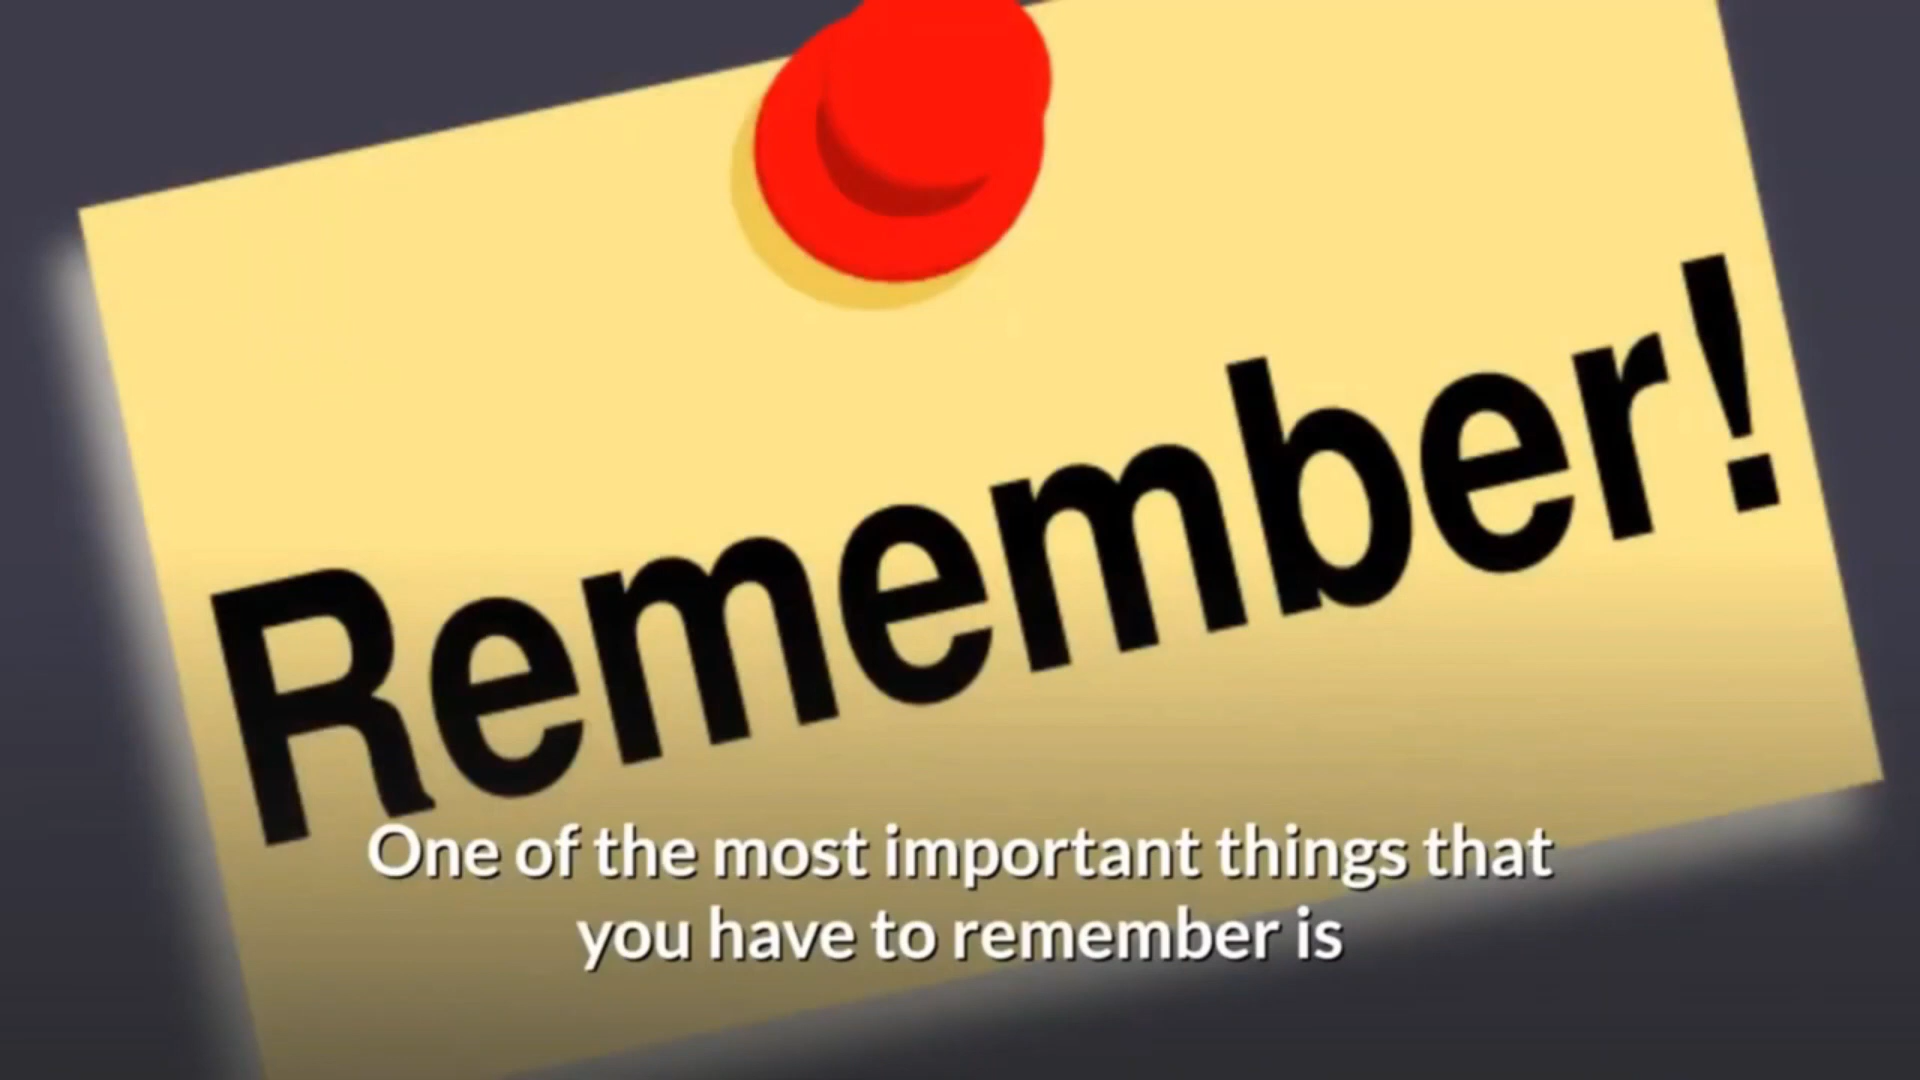 Remember!
One of the most important things that
you have to remember is